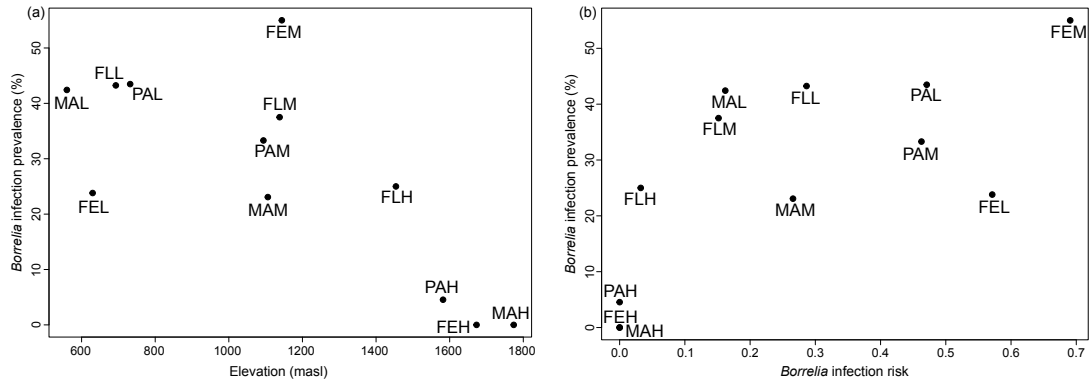 (a)
Borrelia infection prevalence (%)
0
10
20
30
40
50
FEM
FLL
MAL
PAL
FLM
PAM
FEL
MAM
FLH
PAH
FEH
MAH
600
800
1000
1200
1400
1600
1800
Elevation (masl)
(b)
Borrelia infection prevalence (%)
0
10
20
30
40
50
FEM
MAL
FLL
PAL
FLM
PAM
FLH
MAM
FEL
PAH
FEH
MAH
0.0
0.1
0.2
0.3
0.4
0.5
0.6
0.7
Borrelia infection risk